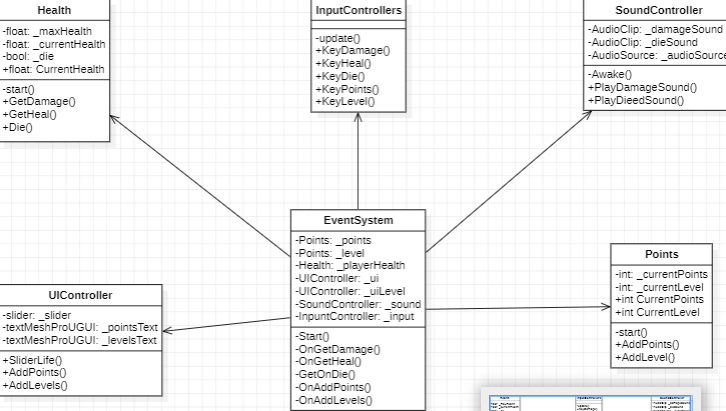 Health
-float: _maxHealth
-float: _currentHealth
-bool: _die
+float: CurrentHealth
-start()
+GetDamage()
+GetHeal()
+Die()
InputControllers
-update()
+KeyDamage()
+KeyHeal()
+KeyDie()
+KeyPoints()
+KeyLevel()
SoundController
-AudioClip: _damageSound
-AudioClip: _dieSound
-AudioSource: _audioSource
-Awake()
+PlayDamageSound()
+PlayDieedSound()
EventSystem
-Points: _points
-Points: _level
-Health: _playerHealth
-UIController: _ui
-UIController: _uiLevel
-SoundController: _sound
-InpuntController: _input
-Start()
-OnGetDamage()
-OnGetHeal()
-GetOnDie()
-OnAddPoints()
-OnAddLevels()
Points
-int: _currentPoints
-int: _currentLevel
+int CurrentPoints
+int CurrentLevel
-start()
+AddPoints()
+AddLevel()
UIController
-slider: _slider
-textMeshProUGUI: _pointsText
-textMeshProUGUI: _levelsText
+SliderLife()
+AddPoints()
+AddLevels()